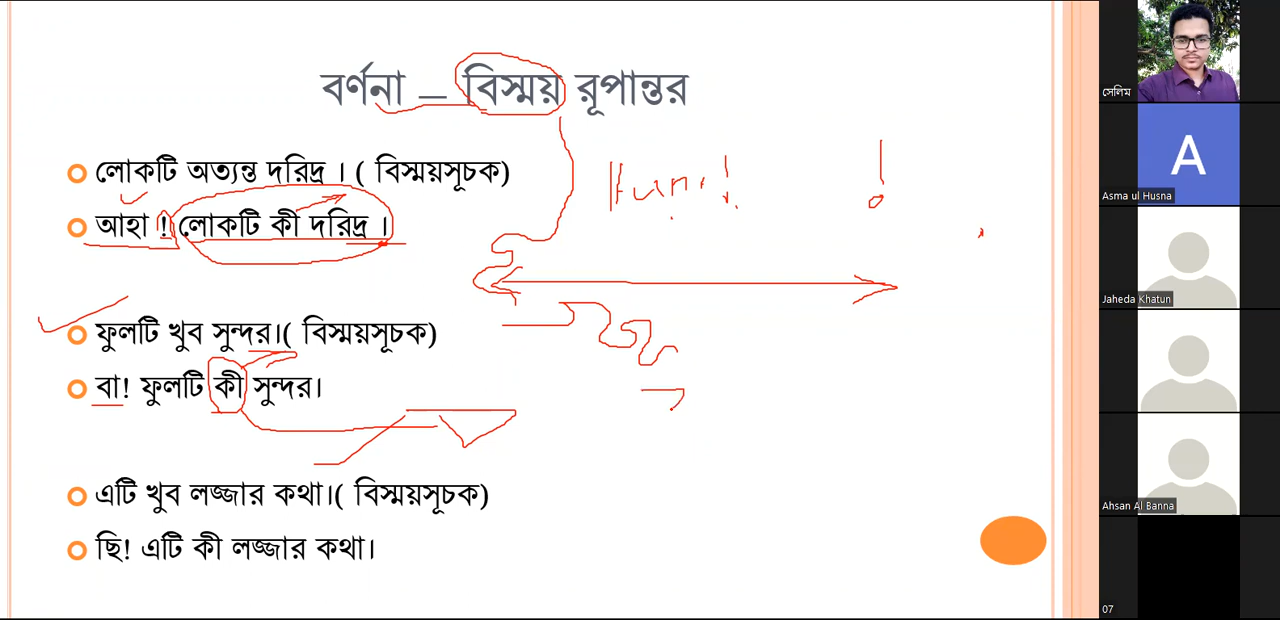 বর্ণনা – বিস্ময় রূপান্তর
লোকটি অত্যন্ত দরিদ্র । ( বিস্ময়সূচক)
আহা ! লোকটি কী দরিদ্র ।
ফুলটি খুব সুন্দর।( বিস্ময়সূচক)
বা! ফুলটি কী সুন্দর।
এটি খুব লজ্জার কথা।( বিস্ময়সূচক)
ছি! এটি কী লজ্জার কথা।
!
সেলিম
A
Asma ul Husna
Jaheda Khatun
Ahsan Al Banna
07